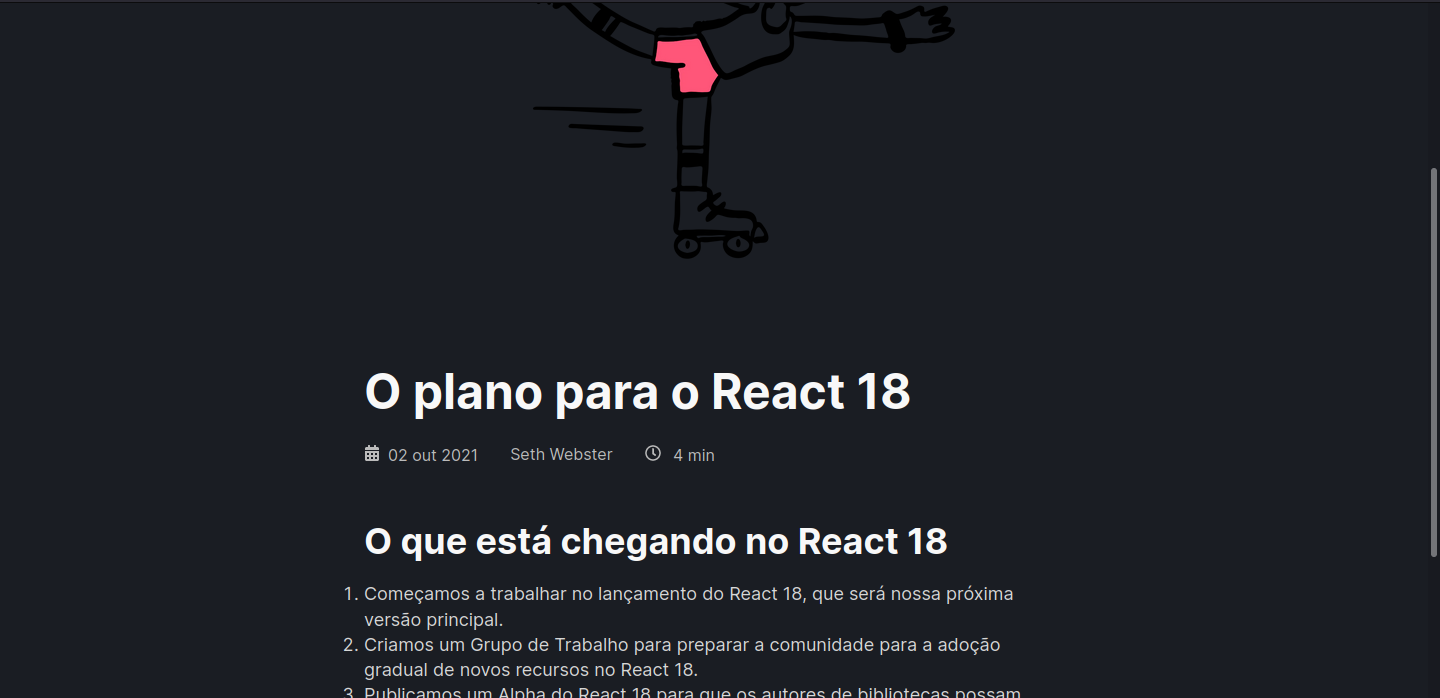 O plano para o React 18
02 out 2021 Seth Webster 4 min
O que está chegando no React 18
1. Começamos a trabalhar no lançamento do React 18, que será nossa próxima
versão principal.
2. Criamos um Grupo de Trabalho para preparar a comunidade para a adoção
gradual de novos recursos no React 18.
3. Publicamos um Alpha do React 18 para que os autores de bibliotecas possam